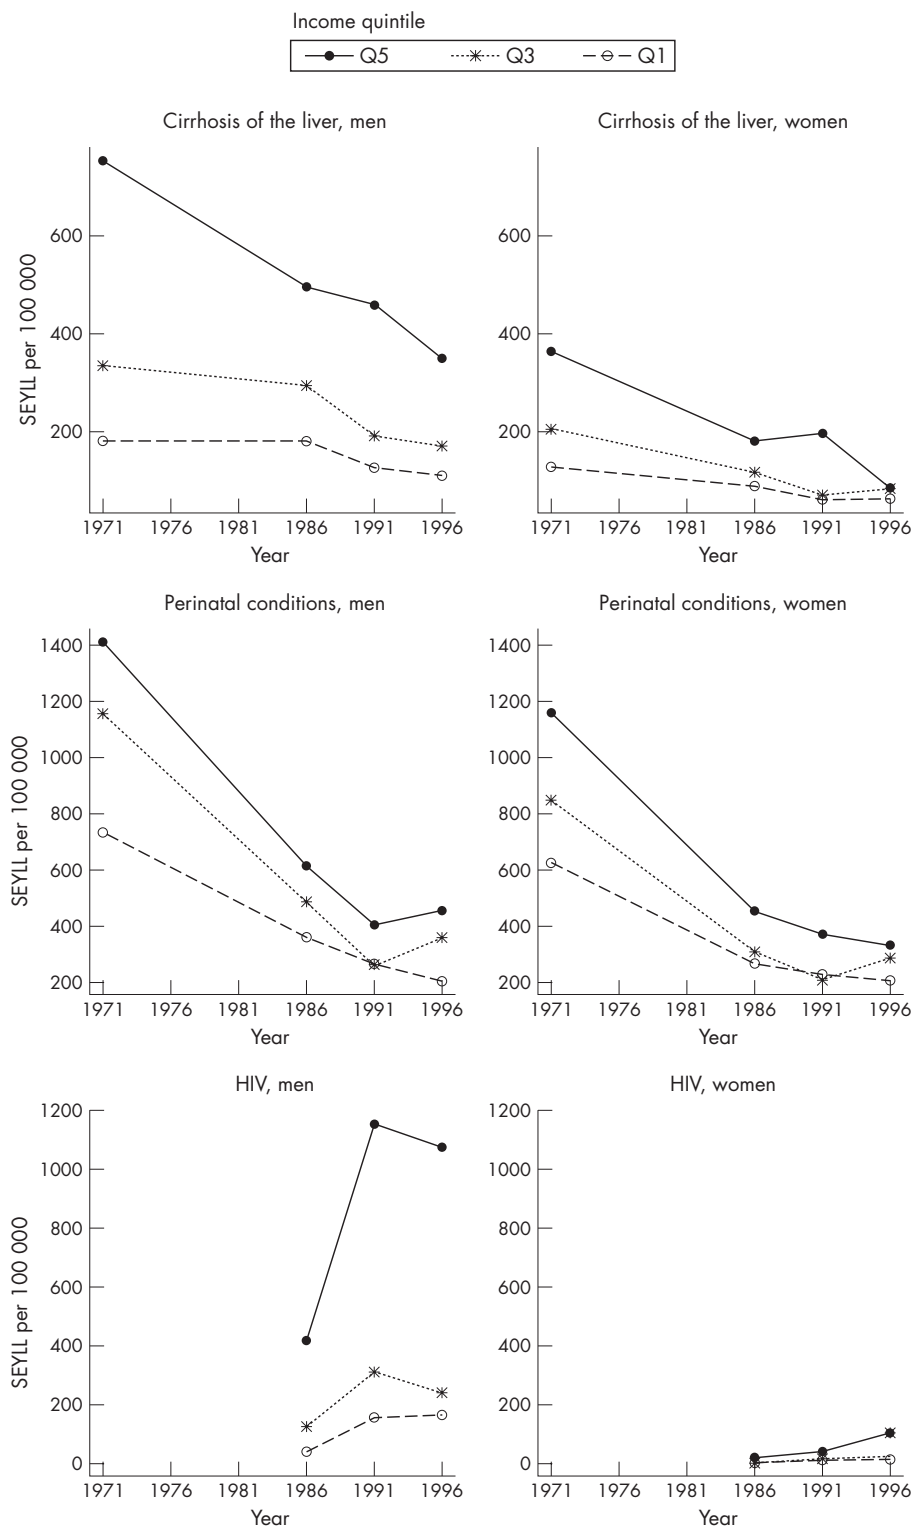 Income quintile
Q5 Q3 Q1
Cirrhosis of the liver, men
SEYLL per 100 000
600
400
200
1971 1976 1981 1986 1991 1996
Year
Cirrhosis of the liver, women
600
400
200
1971 1976 1981 1986 1991 1996
Year
Perinatal conditions, men
SEYLL per 100 000
1400
1200
1000
800
600
400
200
1971 1976 1981 1986 1991 1996
Year
Perinatal conditions, women
1400
1200
1000
800
600
400
200
1971 1976 1981 1986 1991 1996
Year
HIV, men
SEYLL per 100 000
1200
1000
800
600
400
200
0
1971 1976 1981 1986 1991 1996
Year
HIV, women
1200
1000
800
600
400
200
0
1971 1976 1981 1986 1991 1996
Year